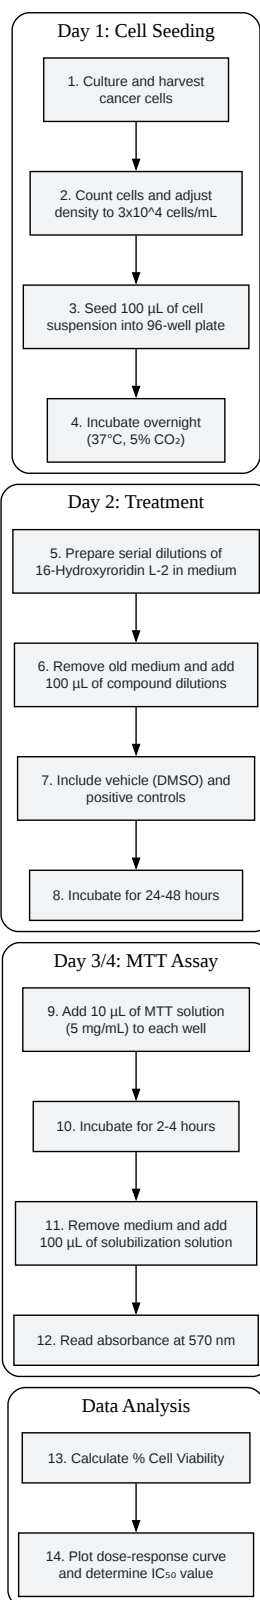 Day 1: Cell Seeding
1. Culture and harvest
cancer cells
2. Count cells and adjust
density to 3x10^4 cells/mL
3. Seed 100 µL of cell
suspension into 96-well plate
4. Incubate overnight
(37°C, 5% CO₂)
Day 2: Treatment
5. Prepare serial dilutions of
16-Hydroxyroridin L-2 in medium
6. Remove old medium and add
100 µL of compound dilutions
7. Include vehicle (DMSO) and
positive controls
8. Incubate for 24-48 hours
Day 3/4: MTT Assay
9. Add 10 µL of MTT solution
(5 mg/mL) to each well
10. Incubate for 2-4 hours
11. Remove medium and add
100 µL of solubilization solution
12. Read absorbance at 570 nm
Data Analysis
13. Calculate % Cell Viability
14. Plot dose-response curve
and determine IC₅₀ value